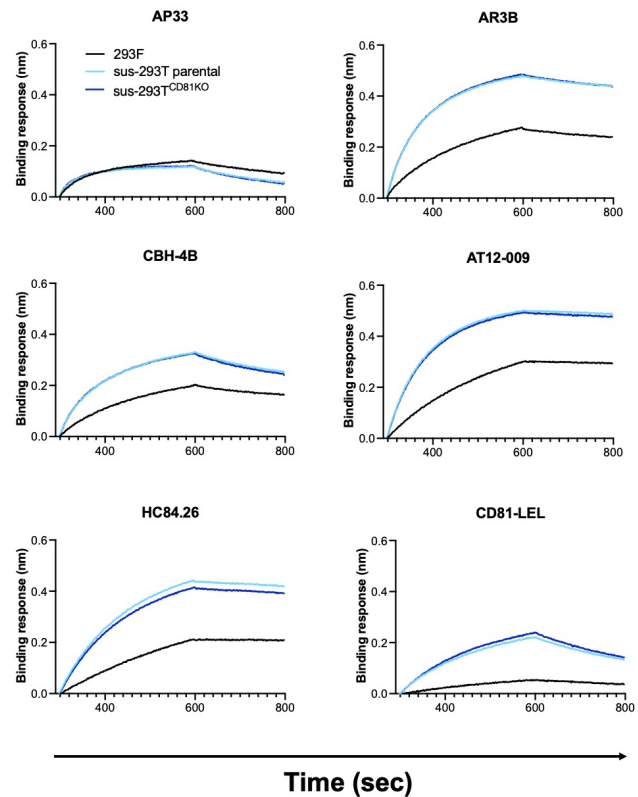 AP33
AR3B
Binding response (nm)
0.6
0.4
0.2
0.0
400
600
800
293F
sus-293T parental
sus-293T^CD81KO
Binding response (nm)
0.6
0.4
0.2
0.0
400
600
800
CBH-4B
AT12-009
Binding response (nm)
0.6
0.4
0.2
0.0
400
600
800
Binding response (nm)
0.6
0.4
0.2
0.0
400
600
800
HC84.26
CD81-LEL
Binding response (nm)
0.6
0.4
0.2
0.0
400
600
800
Binding response (nm)
0.6
0.4
0.2
0.0
400
600
800
Time (sec)